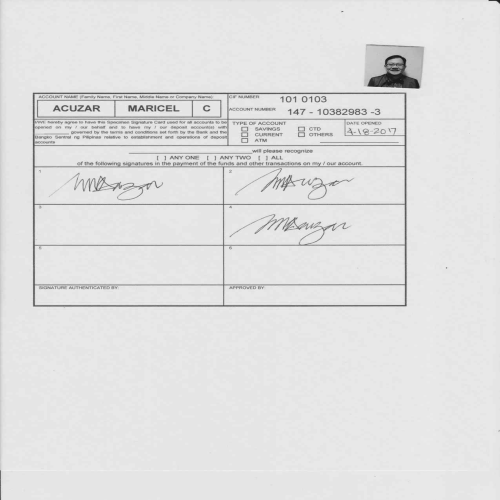 ACCOUNT NAME (Family Name, First Name, Middle Name or Company Name)
CIF NUMBER
101 0103
ACUZAR MARICEL C
ACCOUNT NUMBER
147 - 10382983 -3
I/WE hereby agree to have this Specimen Signature Card used for all accounts to be
opened on my / our behalf and to have my / our deposit account(s) with
governed by the terms and conditions set forth by the Bank and the
Bangko Sentral ng Pilipinas relative to establishment and operations of deposit
accounts
TYPE OF ACCOUNT
SAVINGS CTD
CURRENT OTHERS
ATM
DATE OPENED
4-18-2017
will please recognize
[ ] ANY ONE [ ] ANY TWO [ ] ALL
of the following signatures in the payment of the funds and other transactions on my / our account.
1 2
3 4
5 6
SIGNATURE AUTHENTICATED BY: APPROVED BY: